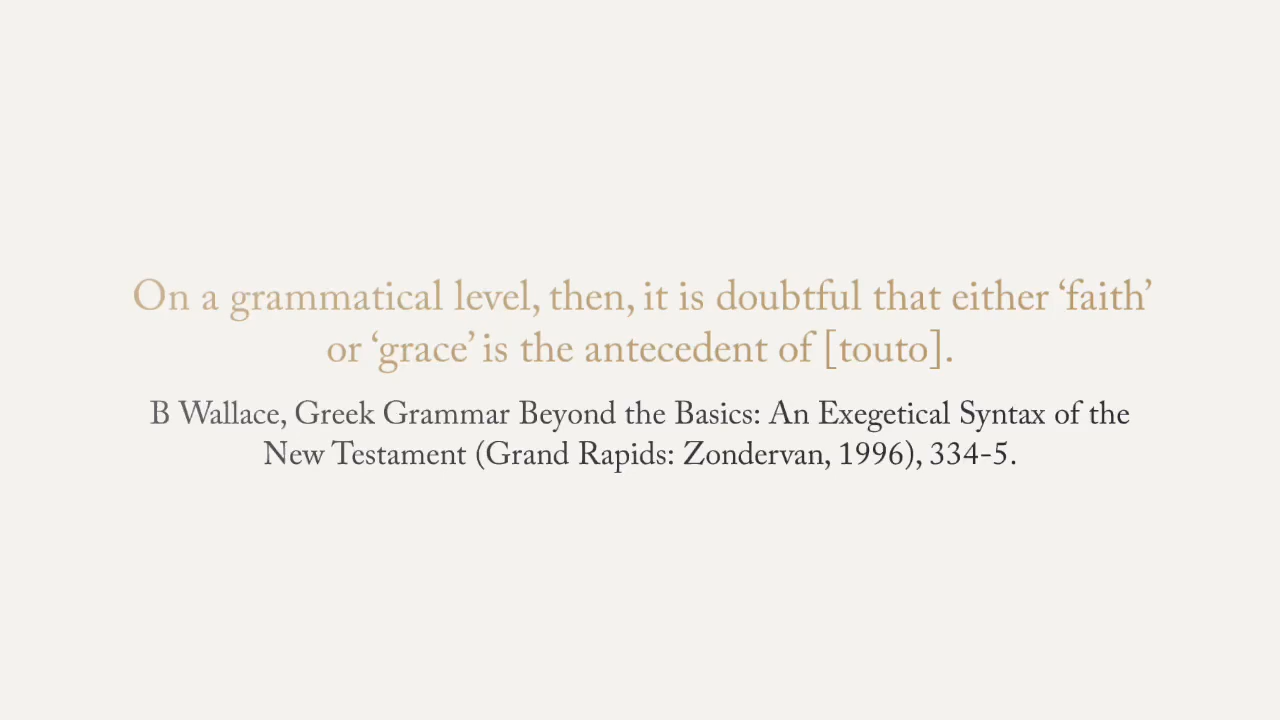 On a grammatical level, then, it is doubtful that either ‘faith’
or ‘grace’ is the antecedent of [touto].
B Wallace, Greek Grammar Beyond the Basics: An Exegetical Syntax of the
New Testament (Grand Rapids: Zondervan, 1996), 334-5.